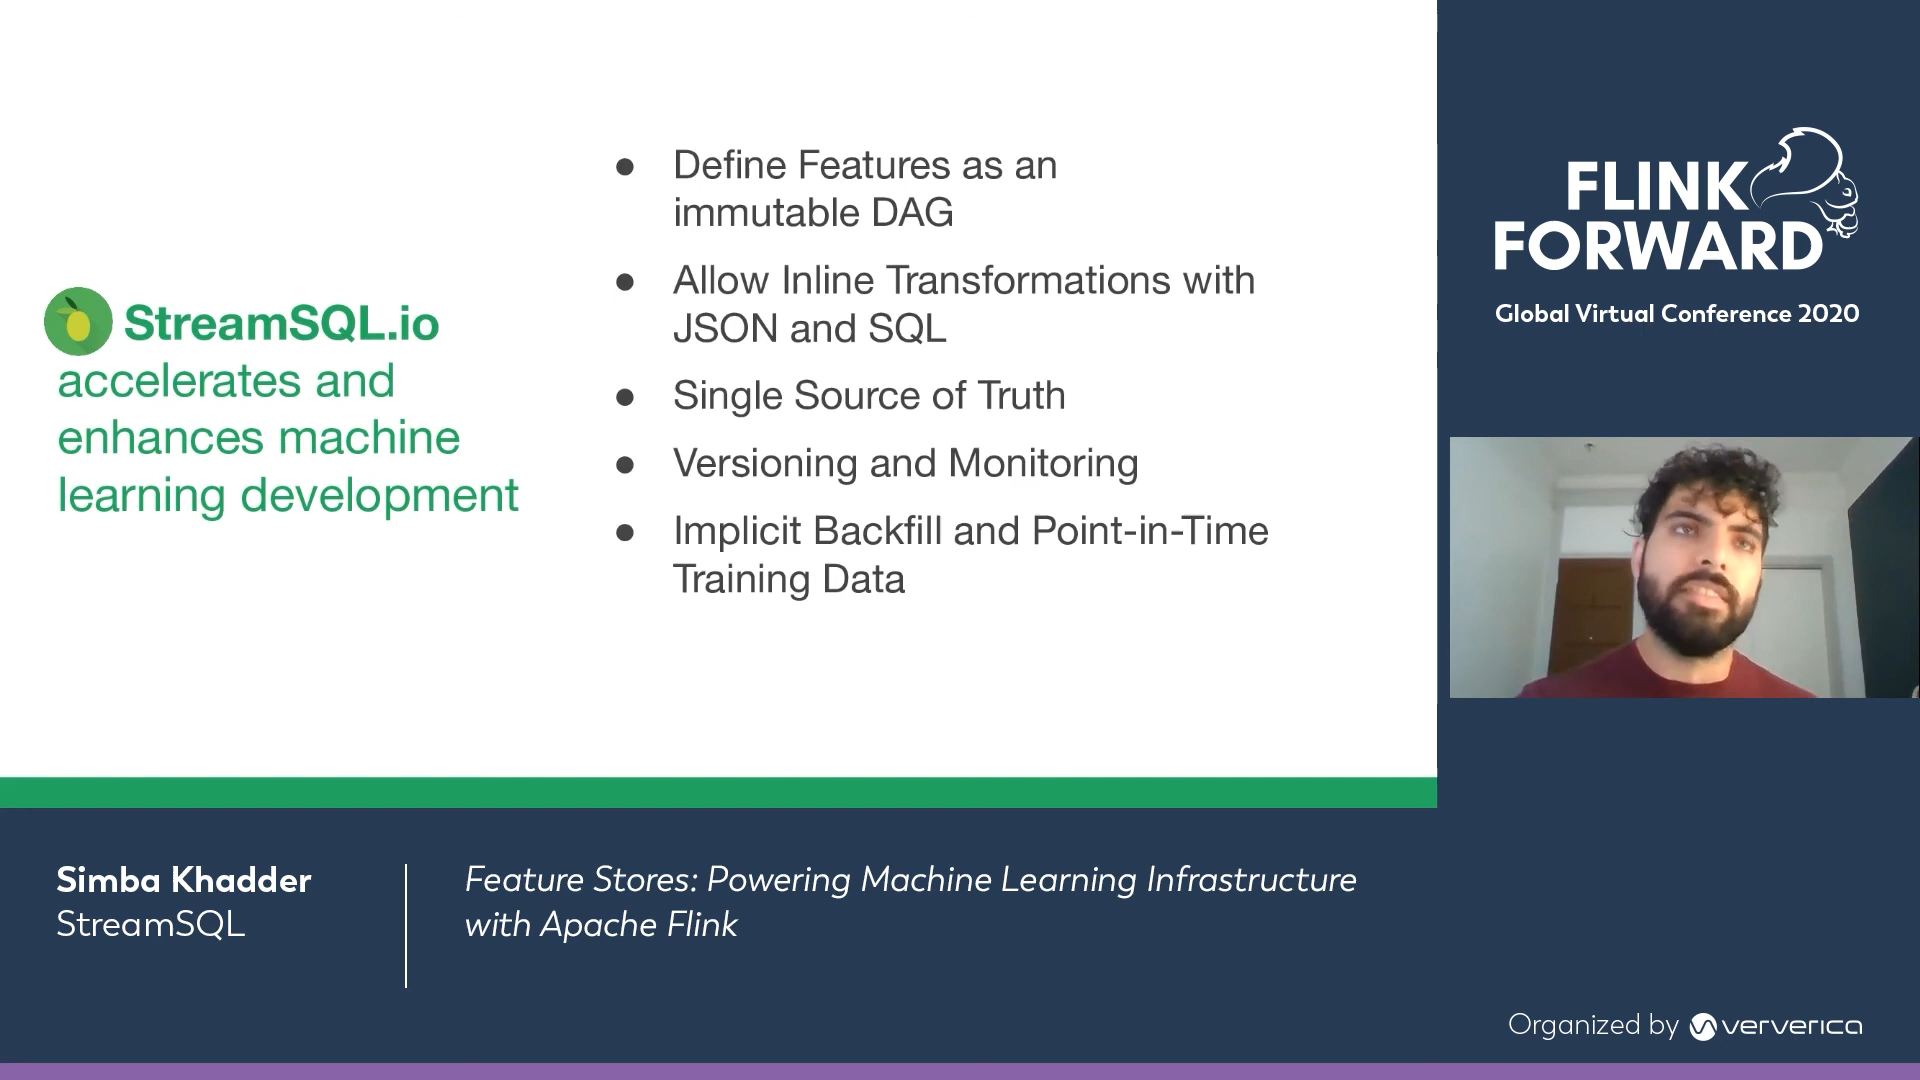 StreamSQL.io
accelerates and
enhances machine
learning development
● Define Features as an
immutable DAG
● Allow Inline Transformations with
JSON and SQL
● Single Source of Truth
● Versioning and Monitoring
● Implicit Backfill and Point-in-Time
Training Data
FLINK
FORWARD
Global Virtual Conference 2020
Simba Khadder
StreamSQL
Feature Stores: Powering Machine Learning Infrastructure
with Apache Flink
Organized by ververica